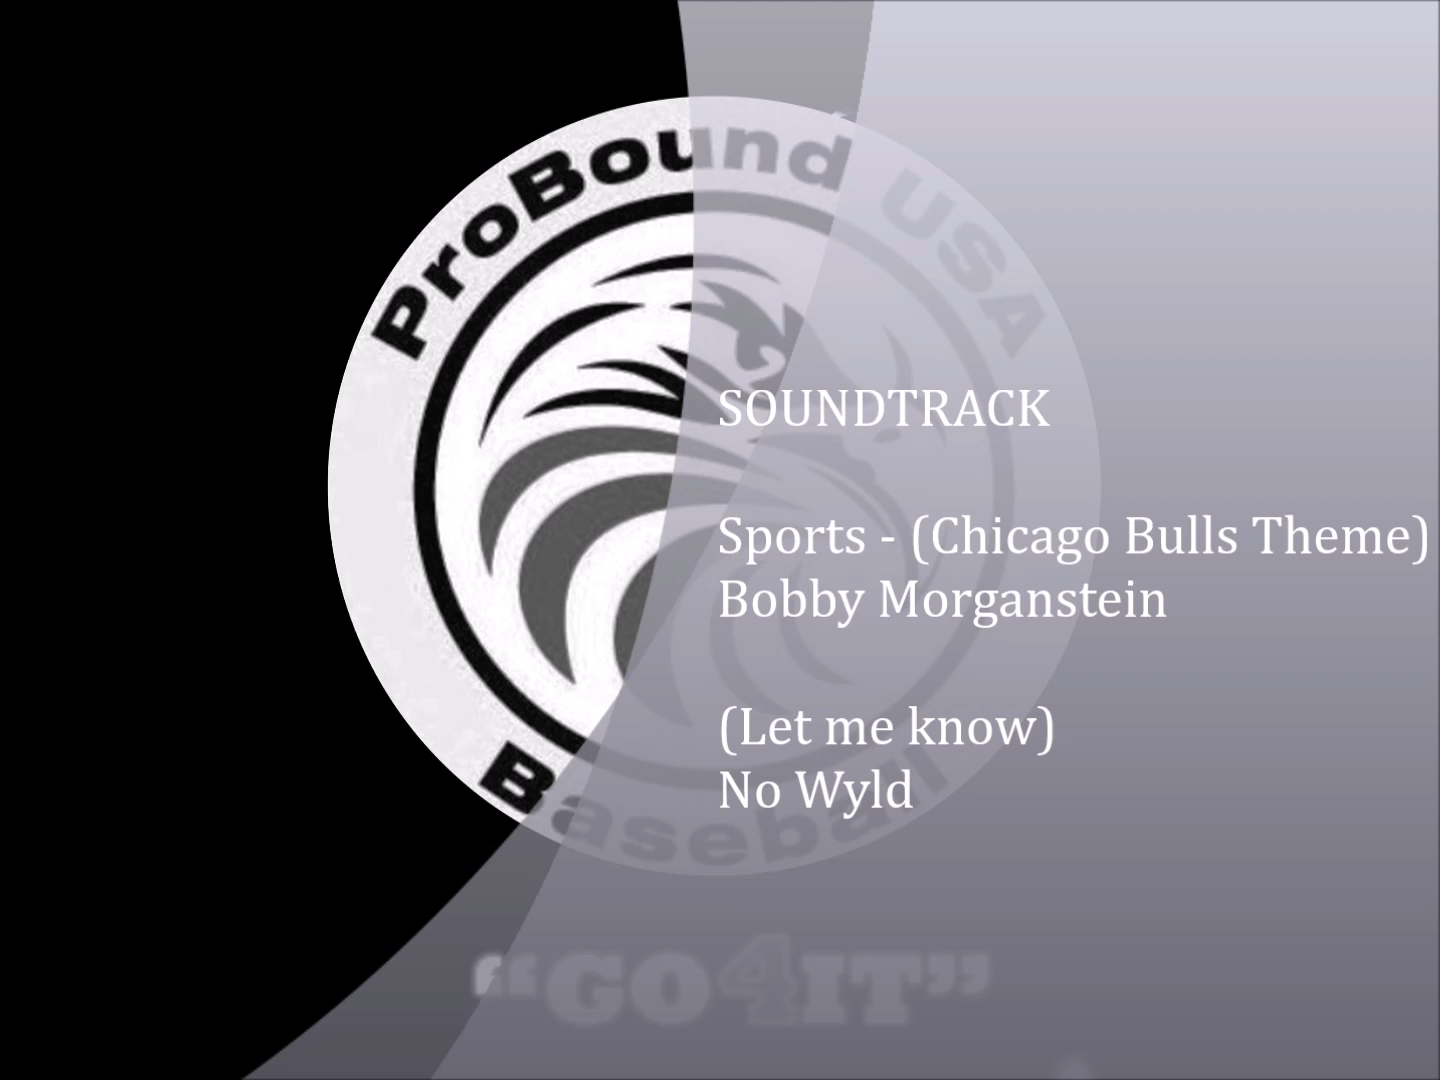 ProBound USA
SOUNDTRACK
Sports - (Chicago Bulls Theme)
Bobby Morganstein
(Let me know)
No Wyld
Baseball
“GO4IT”